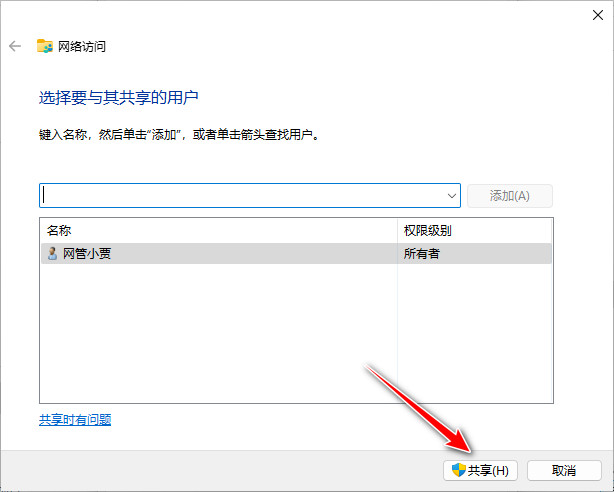 网络访问
选择要与其共享的用户
键入名称，然后单击“添加”，或者单击箭头查找用户。
添加(A)
名称 权限级别
网管小贾 所有者
共享时有问题
共享(H) 取消